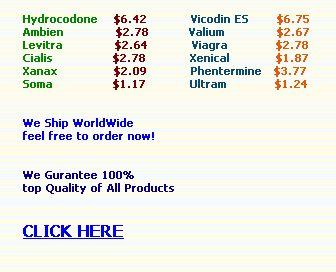 Hydrocodone $6.42 Vicodin ES $6.75
Ambien $2.78 Valium $2.67
Levitra $2.64 Viagra $2.78
Cialis $2.78 Xenical $1.87
Xanax $2.09 Phentermine $3.77
Soma $1.17 Ultram $1.24
We Ship WorldWide
feel free to order now!
We Gurantee 100%
top Quality of All Products
CLICK HERE